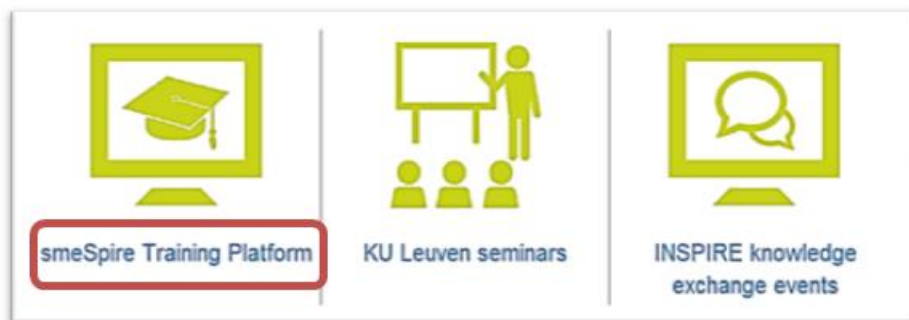 smeSpire Training Platform
KU Leuven seminars
INSPIRE knowledge
exchange events